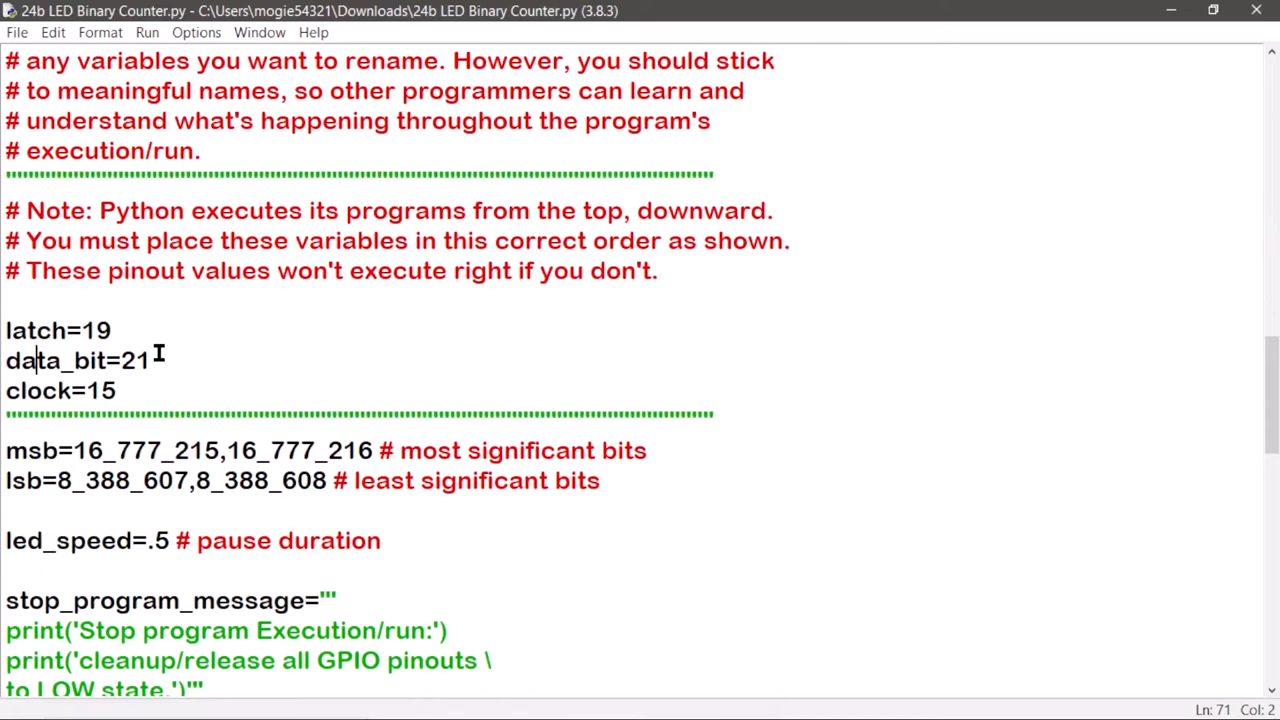 24b LED Binary Counter.py - C:\Users\mogie54321\Downloads\24b LED Binary Counter.py (3.8.3)
File Edit Format Run Options Window Help
# any variables you want to rename. However, you should stick
# to meaningful names, so other programmers can learn and
# understand what's happening throughout the program's
# execution/run.
# Note: Python executes its programs from the top, downward.
# You must place these variables in this correct order as shown.
# These pinout values won't execute right if you don't.
latch=19
data_bit=21
clock=15
msb=16_777_215,16_777_216 # most significant bits
lsb=8_388_607,8_388_608 # least significant bits
led_speed=.5 # pause duration
stop_program_message='''
print('Stop program Execution/run:')
print('cleanup/release all GPIO pinouts \
to LOW state.')'''
Ln: 71 Col: 2